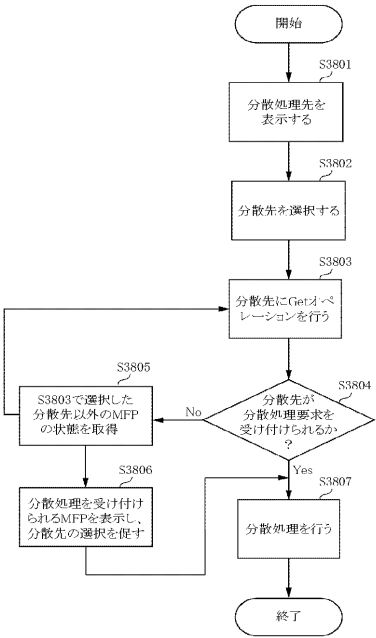 開始
S3801
分散処理先を
表示する
S3802
分散先を選択する
S3803
分散先にGetオペ
レーションを行う
S3804
分散先が
分散処理要求を
受け付けられるか
?
No
Yes
S3805
S3803で選択した
分散先以外のMFP
の状態を取得
S3806
分散処理を受け付け
られるMFPを表示し、
分散先の選択を促す
S3807
分散処理を行う
終了